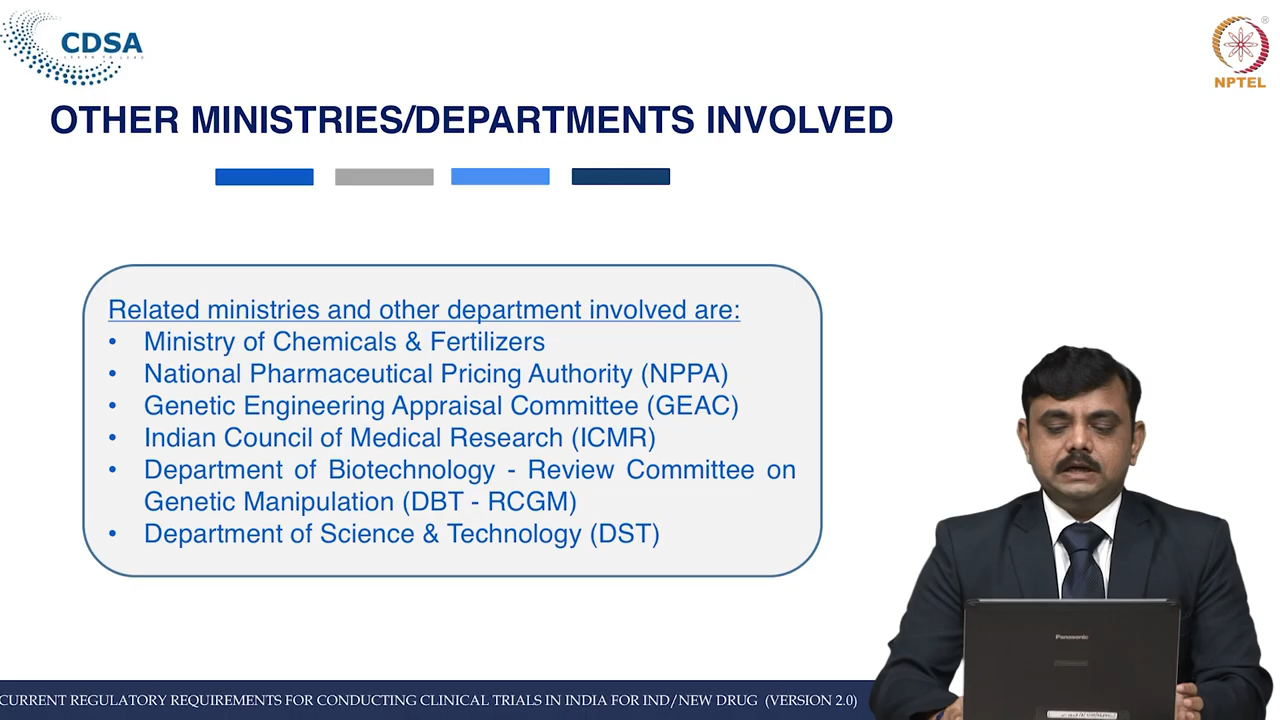 CDSA
LEARN TO LEAD
®
NPTEL
OTHER MINISTRIES/DEPARTMENTS INVOLVED
Related ministries and other department involved are:
• Ministry of Chemicals & Fertilizers
• National Pharmaceutical Pricing Authority (NPPA)
• Genetic Engineering Appraisal Committee (GEAC)
• Indian Council of Medical Research (ICMR)
• Department of Biotechnology - Review Committee on
Genetic Manipulation (DBT - RCGM)
• Department of Science & Technology (DST)
Panasonic
CURRENT REGULATORY REQUIREMENTS FOR CONDUCTING CLINICAL TRIALS IN INDIA FOR IND/NEW DRUG (VERSION 2.0)